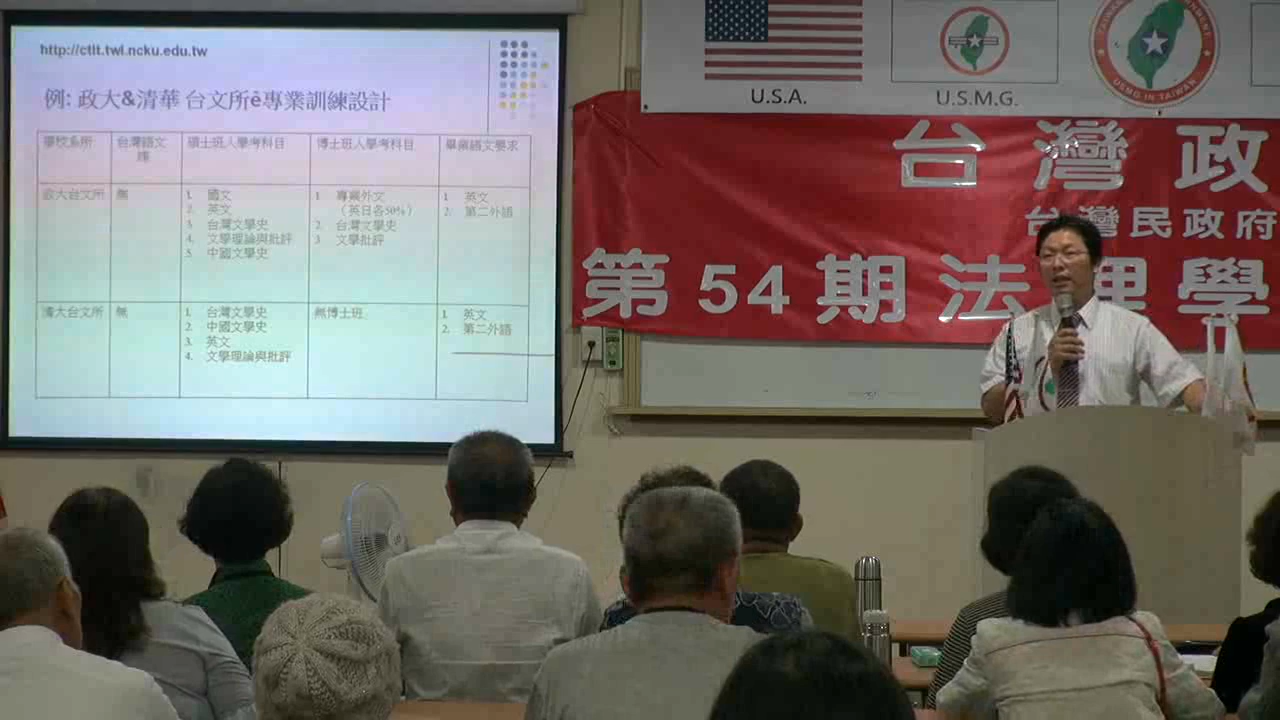 http://ctlt.twl.ncku.edu.tw
例: 政大&清華 台文所ê專業訓練設計
學校系所 台灣語文課 碩士班入學考科目 博士班入學考科目 畢業語文要求
政大台文所 無
1. 國文
2. 英文
3. 台灣文學史
4. 文學理論與批評
5. 中國文學史
1 專業外文
(英日各50%)
2. 台灣文學史
3 文學批評
1 英文
2. 第二外語
清大台文所 無
1. 台灣文學史
2. 中國文學史
3. 英文
4. 文學理論與批評
無博士班
1. 英文
2. 第二外語
U.S.A.
U.S.M.G.
USMG IN TAIWAN
台灣政
台灣民政府
第54期法理學